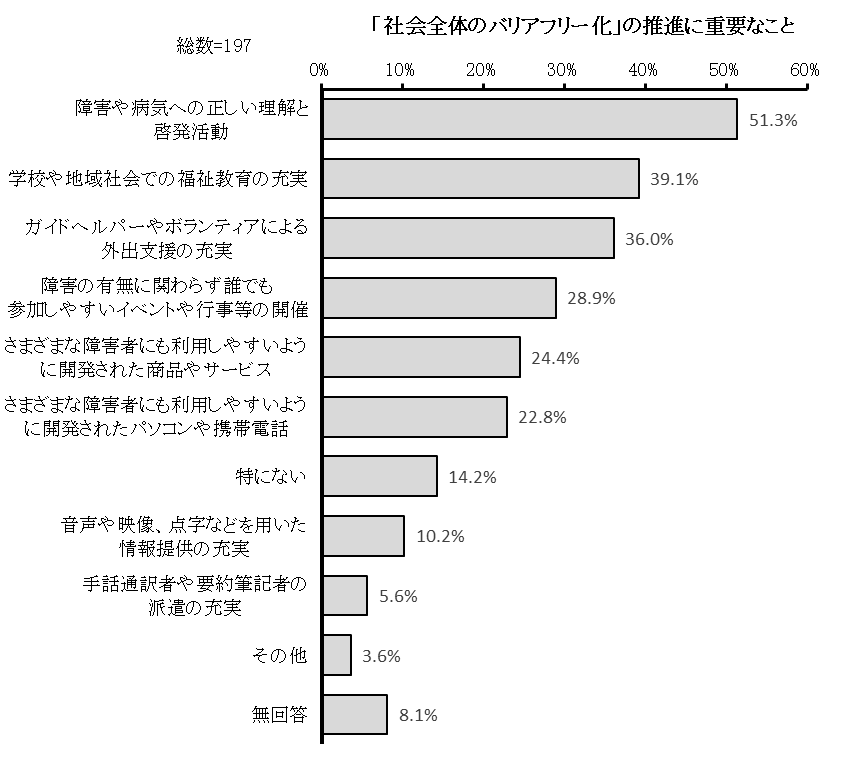 「社会全体のバリアフリー化」の推進に重要なこと
総数=197
0%
10%
20%
30%
40%
50%
60%
障害や病気への正しい理解と
啓発活動
51.3%
学校や地域社会での福祉教育の充実
39.1%
ガイドヘルパーやボランティアによる
外出支援の充実
36.0%
障害の有無に関わらず誰でも
参加しやすいイベントや行事等の開催
28.9%
さまざまな障害者にも利用しやすいよう
に開発された商品やサービス
24.4%
さまざまな障害者にも利用しやすいよう
に開発されたパソコンや携帯電話
22.8%
特にない
14.2%
音声や映像、点字などを用いた
情報提供の充実
10.2%
手話通訳者や要約筆記者の
派遣の充実
5.6%
その他
3.6%
無回答
8.1%